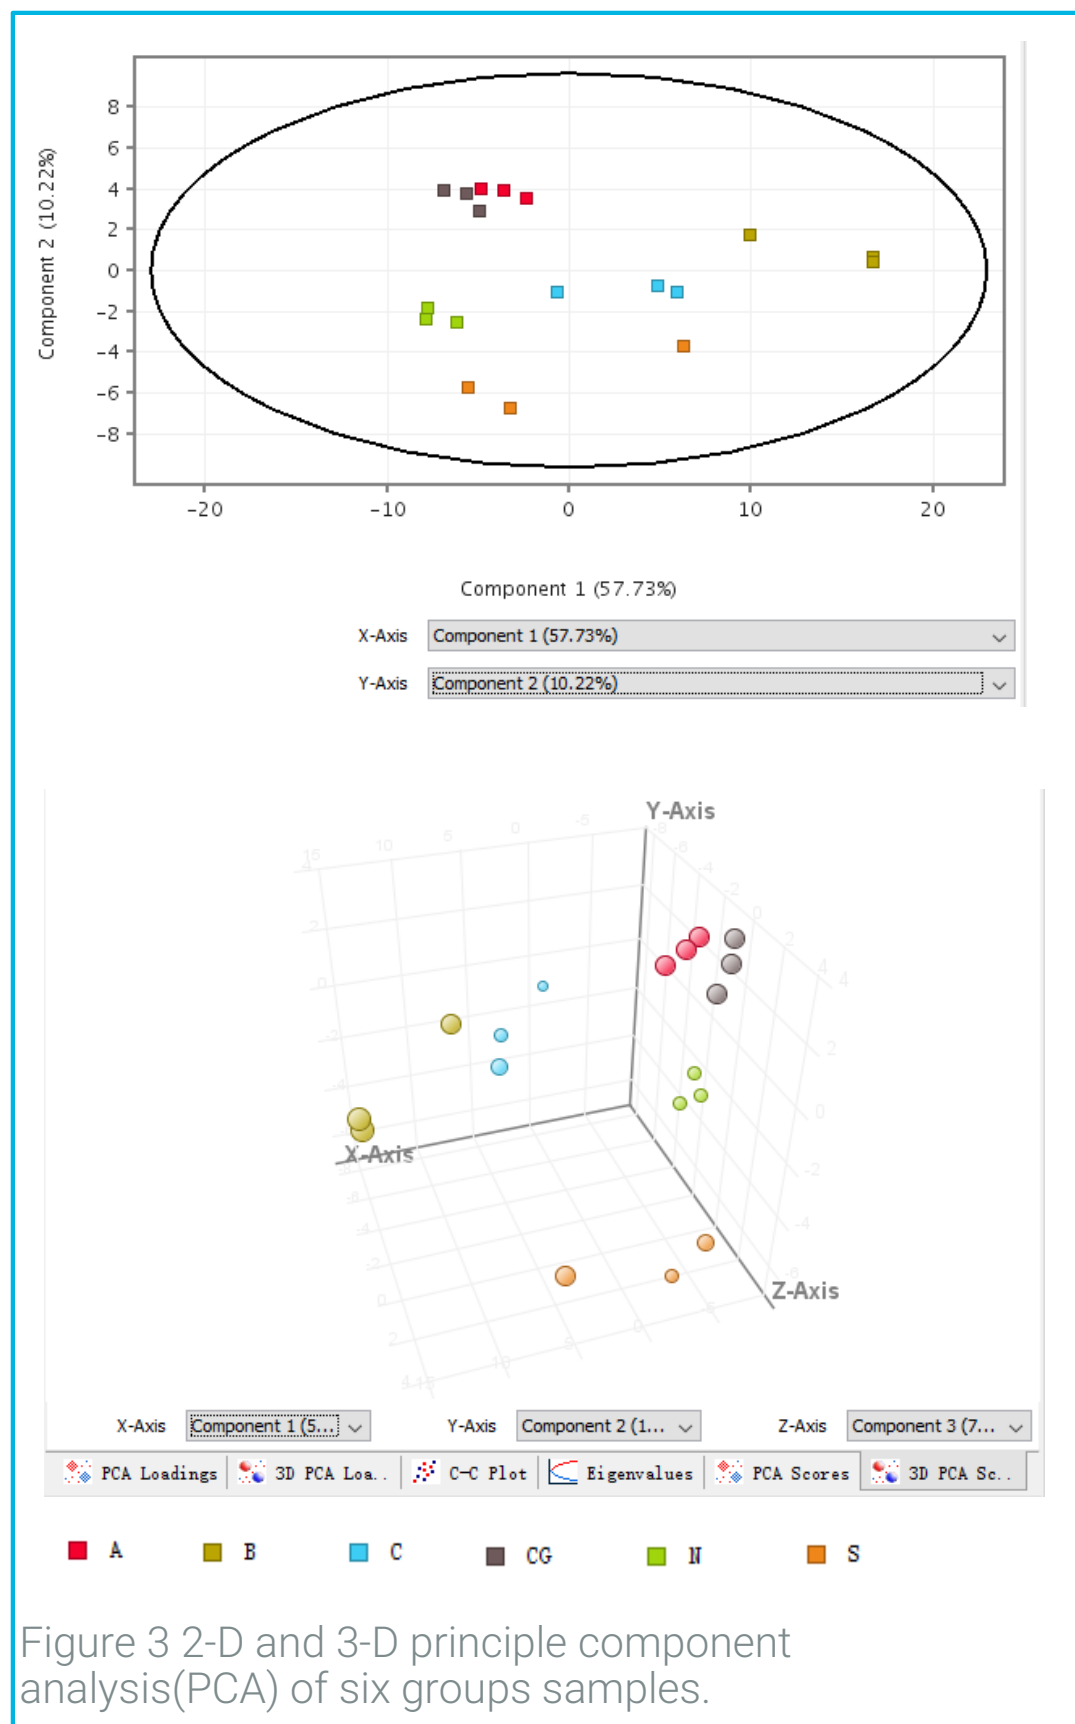 8
6
4
2
0
−2
−4
−6
−8
Component 2 (10.22%)
−20 −10 0 10 20
Component 1 (57.73%)
X-Axis Component 1 (57.73%)
Y-Axis Component 2 (10.22%)
Y-Axis
X-Axis
Z-Axis
X-Axis Component 1 (5... Y-Axis Component 2 (1... Z-Axis Component 3 (7...
PCA Loadings 3D PCA Loa.. C-C Plot Eigenvalues PCA Scores 3D PCA Sc..
A B C CG N S
Figure 3 2-D and 3-D principle component
analysis(PCA) of six groups samples.